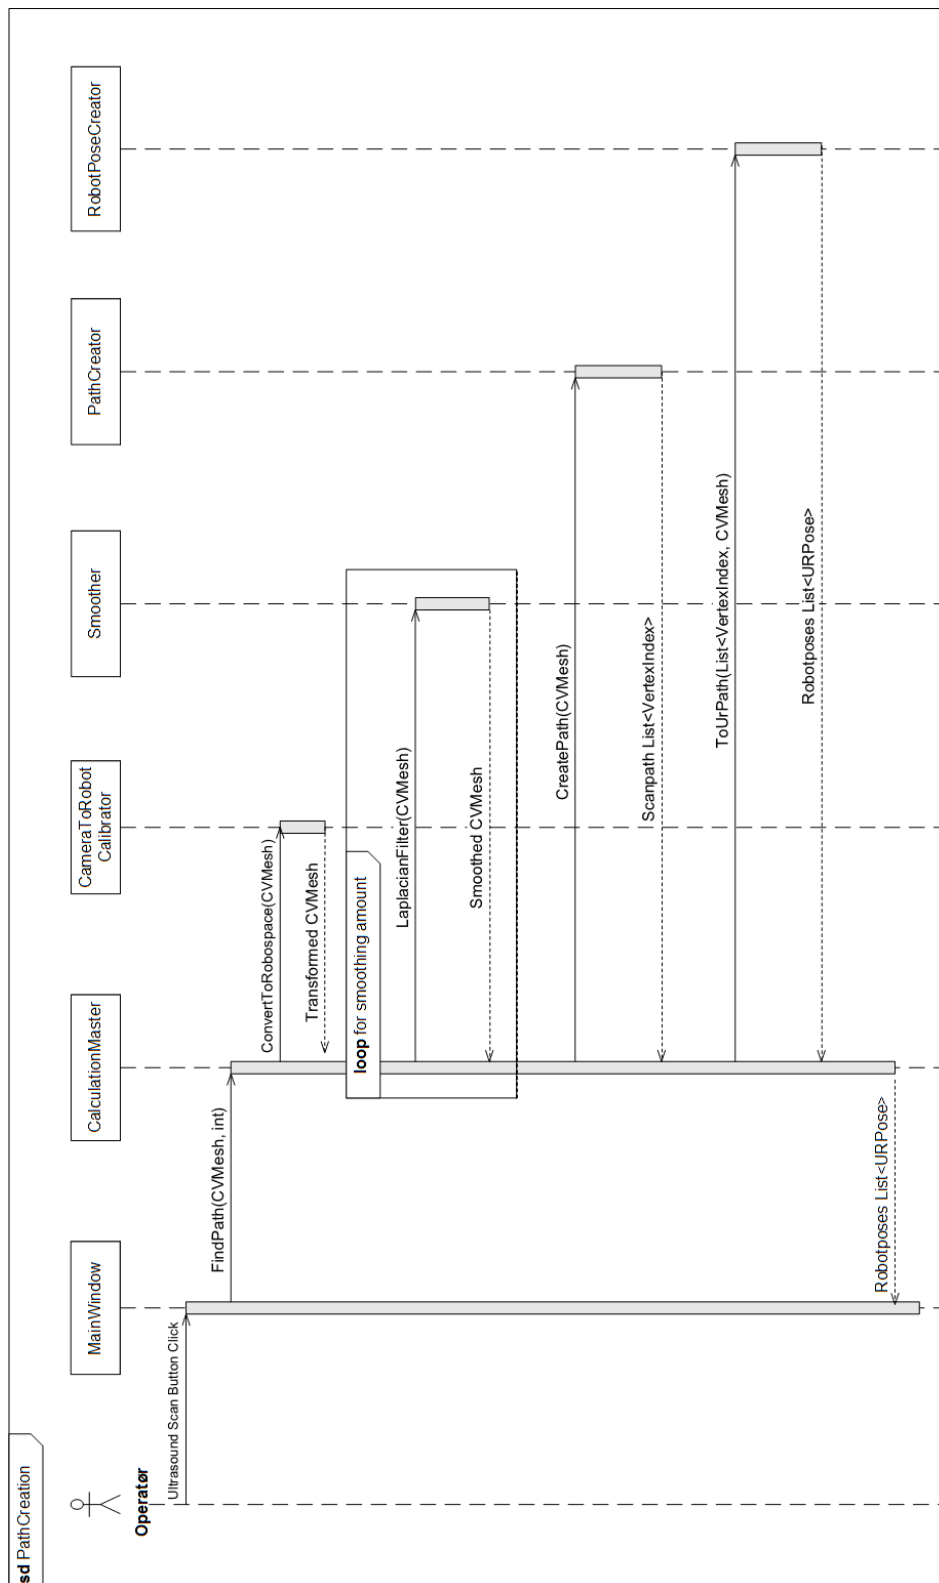 sd PathCreation
Operatør
MainWindow
CalculationMaster
CameraToRobot
Calibrator
Smoother
PathCreator
RobotPoseCreator
Ultrasound Scan Button Click
FindPath(CVMesh, int)
ConvertToRobospace(CVMesh)
Transformed CVMesh
loop for smoothing amount
LaplacianFilter(CVMesh)
Smoothed CVMesh
CreatePath(CVMesh)
Scanpath List<VertexIndex>
ToUrPath(List<VertexIndex, CVMesh)
Robotposes List<URPose>
Robotposes List<URPose>